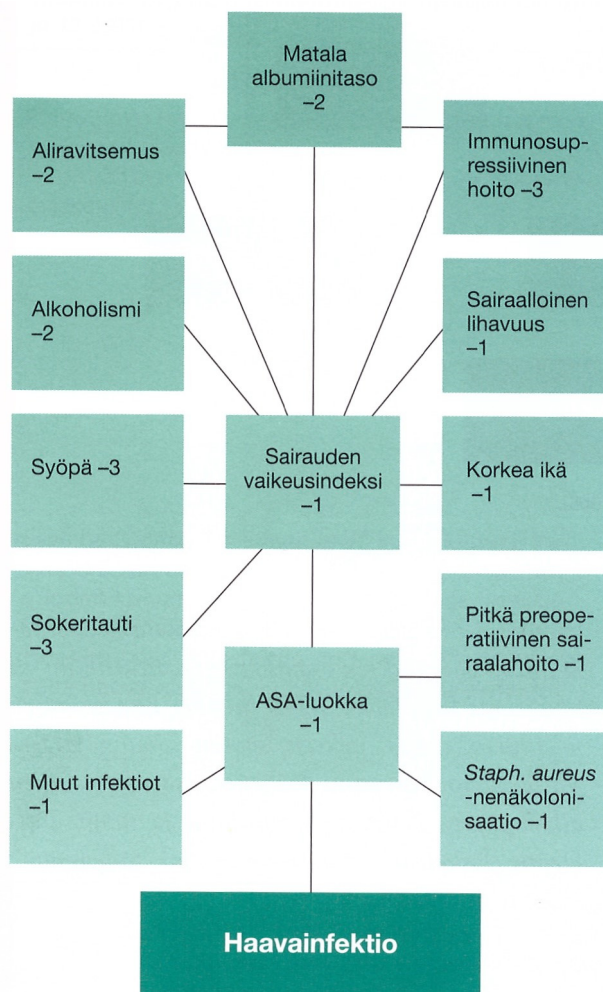 Matala
albumiinitaso
–2
Aliravitsemus
–2
Immunosup-
pressiivinen
hoito –3
Alkoholismi
–2
Sairaalloinen
lihavuus
–1
Syöpä –3
Sairauden
vaikeusindeksi
–1
Korkea ikä
–1
Sokeritauti
–3
Pitkä preope-
ratiivinen sai-
raalahoito –1
ASA-luokka
–1
Muut infektiot
–1
Staph. aureus
-nenäkoloni-
saatio –1
Haavainfektio